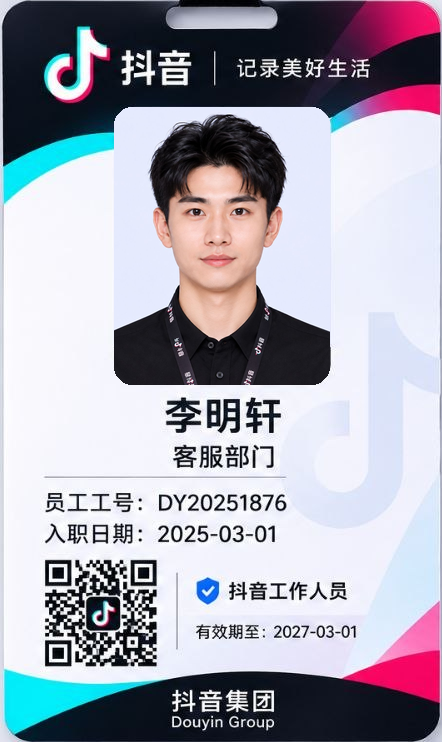 抖音 记录美好生活
李明轩
客服部门
员工工号：DY20251876
入职日期：2025-03-01
抖音工作人员
有效期至：2027-03-01
抖音集团
Douyin Group